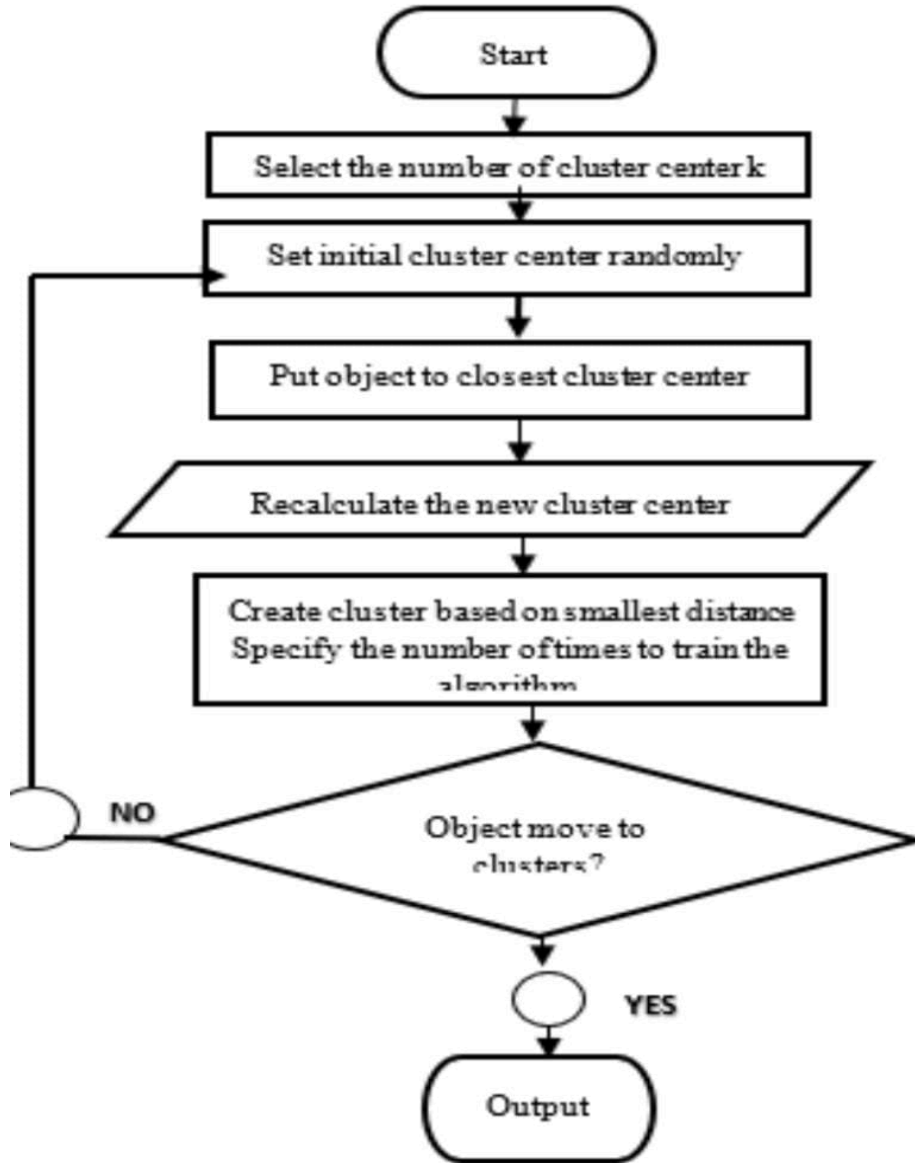 Start
Select the number of cluster center k
Set initial cluster center randomly
Put object to closest cluster center
Recalculate the new cluster center
Create cluster based on smallest distance
Specify the number of times to train the
algorithm
NO
Object move to
clusters?
YES
Output